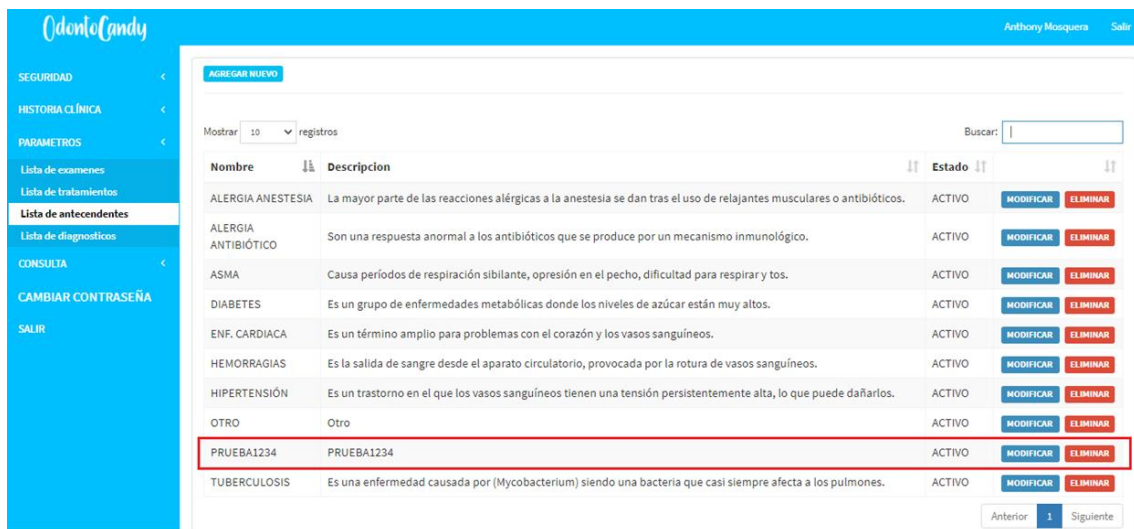 OdontoCandy
Anthony Mosquera Salir
SEGURIDAD
HISTORIA CLÍNICA
PARAMETROS
Lista de examenes
Lista de tratamientos
Lista de antecendentes
Lista de diagnosticos
CONSULTA
CAMBIAR CONTRASEÑA
SALIR
AGREGAR NUEVO
Mostrar 10 registros Buscar:
Nombre Descripcion Estado
ALERGIA ANESTESIA La mayor parte de las reacciones alérgicas a la anestesia se dan tras el uso de relajantes musculares o antibióticos. ACTIVO MODIFICAR ELIMINAR
ALERGIA
ANTIBIÓTICO Son una respuesta anormal a los antibióticos que se produce por un mecanismo inmunológico. ACTIVO MODIFICAR ELIMINAR
ASMA Causa períodos de respiración sibilante, opresión en el pecho, dificultad para respirar y tos. ACTIVO MODIFICAR ELIMINAR
DIABETES Es un grupo de enfermedades metabólicas donde los niveles de azúcar están muy altos. ACTIVO MODIFICAR ELIMINAR
ENF. CARDIACA Es un término amplio para problemas con el corazón y los vasos sanguíneos. ACTIVO MODIFICAR ELIMINAR
HEMORRAGIAS Es la salida de sangre desde el aparato circulatorio, provocada por la rotura de vasos sanguíneos. ACTIVO MODIFICAR ELIMINAR
HIPERTENSIÓN Es un trastorno en el que los vasos sanguíneos tienen una tensión persistentemente alta, lo que puede dañarlos. ACTIVO MODIFICAR ELIMINAR
OTRO Otro ACTIVO MODIFICAR ELIMINAR
PRUEBA1234 PRUEBA1234 ACTIVO MODIFICAR ELIMINAR
TUBERCULOSIS Es una enfermedad causada por (Mycobacterium) siendo una bacteria que casi siempre afecta a los pulmones. ACTIVO MODIFICAR ELIMINAR
Anterior 1 Siguiente